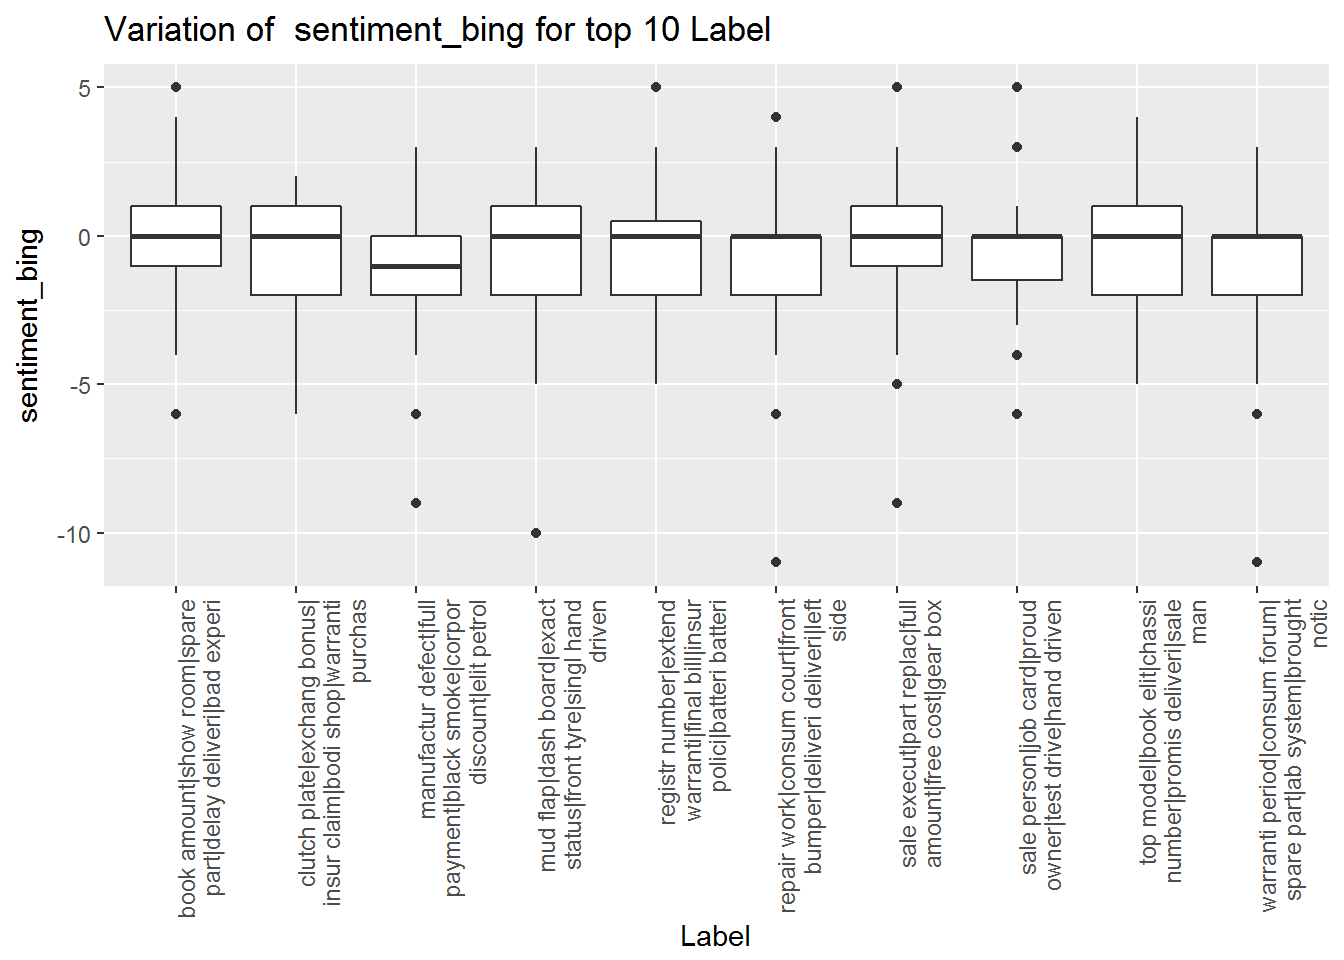 Variation of  sentiment_bing for top 10 Label
sentiment_bing
5
0
-5
-10
book amount|show room|spare
part|delay deliveri|bad experi
clutch plate|exchang bonus|
insur claim|bodi shop|warranti
purchas
manufactur defect|full
payment|black smoke|corpor
discount|elit petrol
mud flap|dash board|exact
status|front tyre|singl hand
driven
registr number|extend
warranti|final bill|insur
polici|batteri batteri
repair work|consum court|front
bumper|deliveri deliveri|left
side
sale execut|part replac|full
amount|free cost|gear box
sale person|job card|proud
owner|test drive|hand driven
top model|book elit|chassi
number|promis deliveri|sale
man
warranti period|consum forum|
spare part|ab system|brought
notic
Label